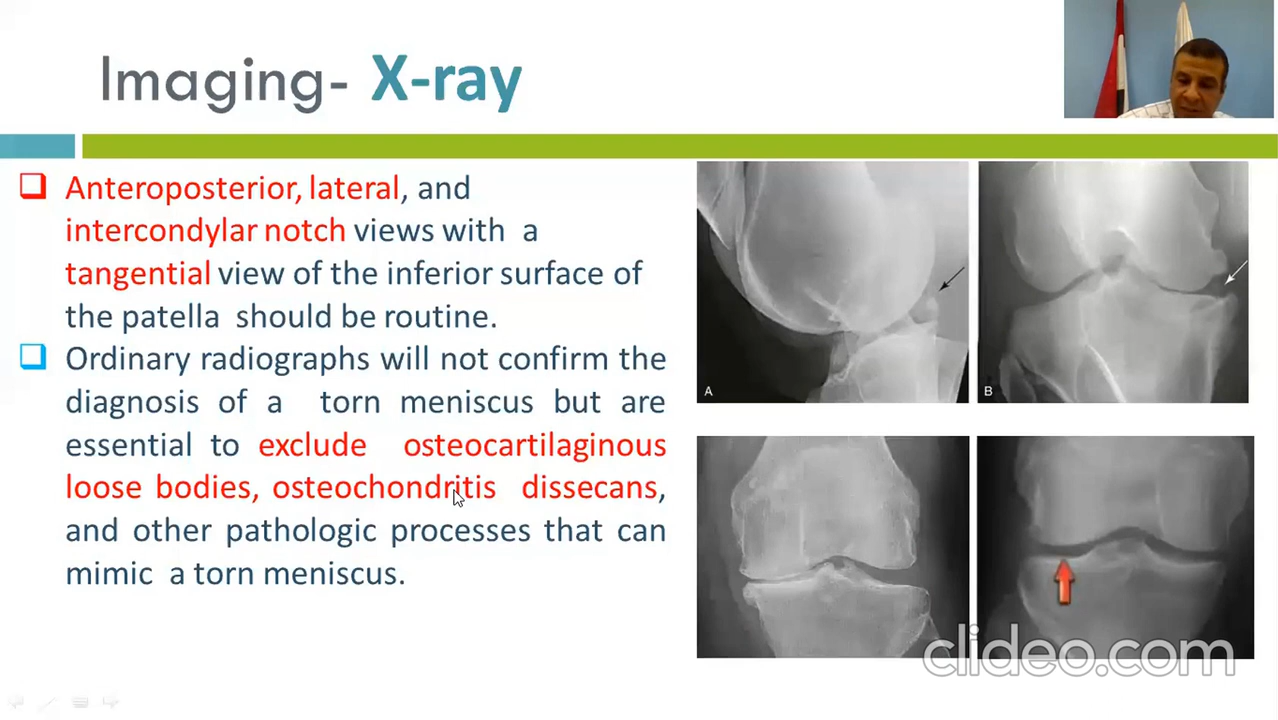 Imaging- X-ray
Anteroposterior, lateral, and
intercondylar notch views with a
tangential view of the inferior surface of
the patella should be routine.
Ordinary radiographs will not confirm the
diagnosis of a torn meniscus but are
essential to exclude osteocartilaginous
loose bodies, osteochondritis dissecans,
and other pathologic processes that can
mimic a torn meniscus.
A
B
clideo.com